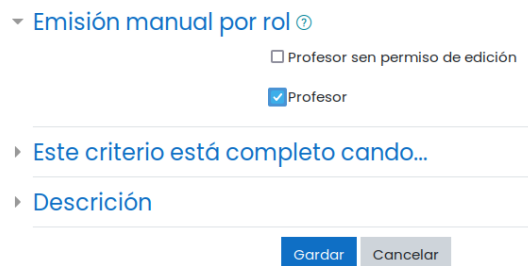 Emisión manual por rol
Profesor sen permiso de edición
Profesor
Este criterio está completo cando...
Descrición
Gardar Cancelar